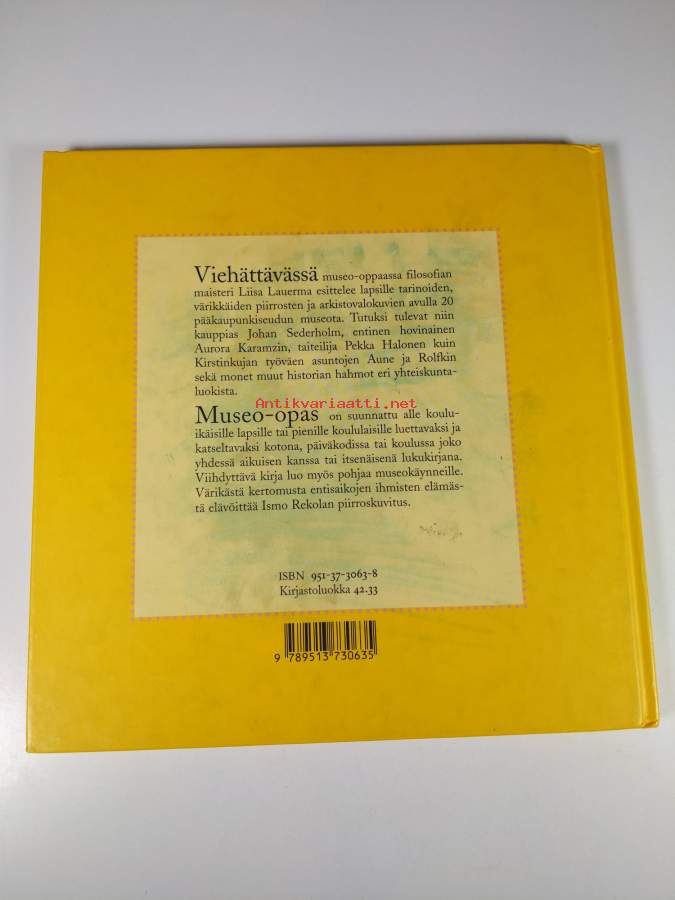 Viehättävässä museo-oppaassa filosofian
maisteri Liisa Lauerma esittelee lapsille tarinoiden,
värikkäiden piirrosten ja arkistovalokuvien avulla 20
pääkaupunkiseudun museota. Tutuksi tulevat niin
kauppias Johan Sederholm, entinen hovinainen
Aurora Karamzin, taiteilija Pekka Halonen kuin
Kirstinkujan työväen asuntojen Aune ja Rolfkin
sekä monet muut historian hahmot eri yhteiskunta-
luokista.
Antikvariaatti.net
Museo-opas on suunnattu alle koulu-
ikäisille lapsille tai pienille koululaisille luettavaksi ja
katseltavaksi kotona, päiväkodissa tai koulussa joko
yhdessä aikuisen kanssa tai itsenäisenä lukukirjana.
Viihdyttävä kirja luo myös pohjaa museokäynneille.
Värikästä kertomusta entisaikojen ihmisten elämäs-
tä elävöittää Ismo Rekolan piirroskuvitus.
ISBN 951-37-3063-8
Kirjastoluokka 42.33
9 789513 730635